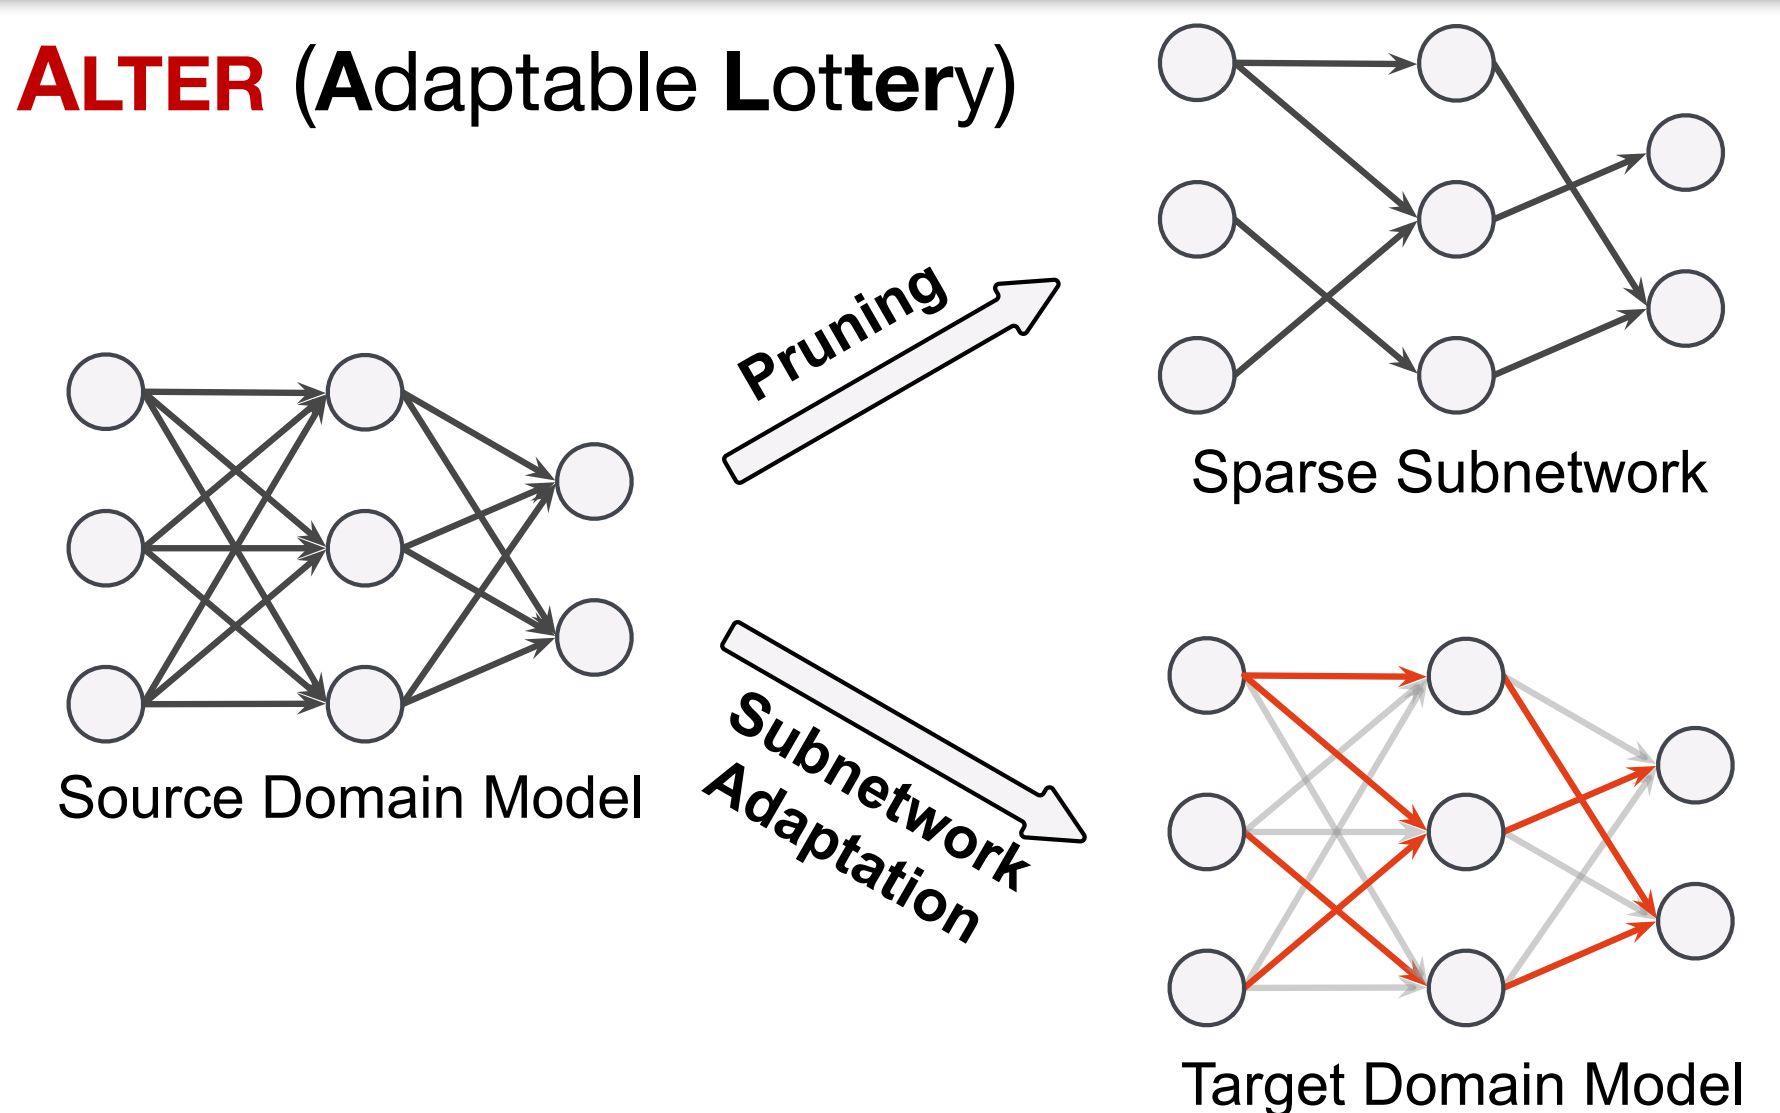 ALTER (Adaptable Lottery)
Pruning
Sparse Subnetwork
Source Domain Model
Subnetwork
Adaptation
Target Domain Model